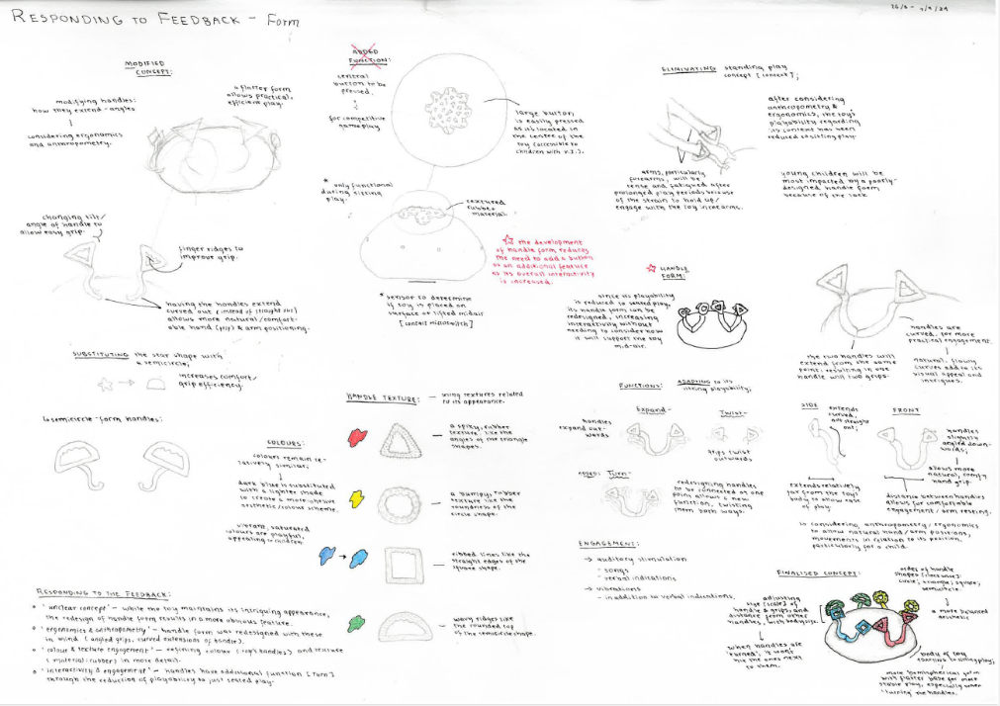 RESPONDING TO FEEDBACK - Form
MODIFIED
CONCEPT:
modifying handles:
how they extend - angles
considering ergonomics
and anthropometry.
a flatter form
allows practical,
efficient play.
changing tilt/
angle of handle to
allow easy grip.
finger ridges to
improve grip.
having the handles extend
curved out (instead of straight out)
allows more natural/comfort-
able hand (grip) & arm positioning.
SUBSTITUTING the star shape with
a semicircle;
increases comfort/
grip efficiency.
semicircle-form handles:
COLOURS:
colours remain re-
latively similar;
dark blue is substituted
with a lighter shade
to create a more cohesive
aesthetic/colour scheme.
vibrant, saturated
colours are playful,
appealing to children
RESPONDING TO THE FEEDBACK:
'unclear concept' - while the toy maintains its intriguing appearance,
the redesign of handle form results in a more obvious feature.
'ergonomics & anthropometry' - handle form was redesigned with these
in mind (angled grips, curved extensions of handle).
'colour & texture engagement' - refining colour (top handles) and texture
(material: rubber) in more detail.
'interactivity & engagement' - handles have additional function [Turn]
through the reduction of playability to just seated play.
ADDED
FUNCTION:
central
button to be
pressed.
for competitive
gameplay
large button
is easily pressed
as it's located in
the centre of the
toy (accessible to
children with V.I.).
* only functional
during sitting
play.
textured
rubber
material.
* sensor to determine
if toy is placed on
surface or lifted midair
the development
of handle form reduces
the need to add a button
as an additional feature
as its overall interactivity
is increased.
HANDLE TEXTURE: - using textures related
to its appearance.
a spiky, rubber
texture, like the
angles of the triangle
shape.
a bumpy, rubber
texture like the
roundness of the
circle shape.
ribbed lines like the
straight edges of the
square shape.
wavy ridges like
the rounded top
of the semicircle shape.
ELIMINATING standing play
concept [context];
after considering
anthropometry &
ergonomics, the toy's
playability regarding
its context has been
reduced to sitting play.
arms, particularly
forearms, will be
tense and fatigued after
prolonged play periods because
of the strain to hold up/
engage with the toy
young children will be
most impacted by a poorly-
designed handle form
because of the
HANDLE
FORM:
since its playability
is reduced to seated play,
its handle form can be
redesigned, increasing
interactivity without
needing to consider how
it will support the toy
mid-air.
the two handles will
extend from the same
point, resulting in one
handle will two grips.
handles are
curved, for more
practical engagement.
natural, flowy
curves add to its
visual appeal and
intrigues.
FUNCTIONS: ADAPTING to its
sitting playability;
Expand-
handles
expand out-
wards
Twist-
grips twist
outwards
Turn-
redesigning handles
to be connected at one
point allows a new
function, twisting
them both ways.
SIDE
extends
curved,
not straight
out;
FRONT
handles
slightly
angled down-
wards;
allows more
natural, comfy
hand grip.
extends relatively
far from the toy's
body to allow ease
of play.
distance between handles
allows for comfortable
engagement/arm resting.
considering anthropometry/ergonomics
to allow natural hand/arm positions,
movements in relation to its position,
particularly for a child.
ENGAGEMENT:
→ auditory stimulation
- songs
- verbal indications
→ vibrations
- in addition to verbal indications.
FINALISED CONCEPT:
order of handle
shapes [clockwise]:
circle, triangle, square,
semicircle.
a more balanced
aesthetic
adjusting
size [scale] of
handle & grips, and
distance from other
handles, with body size.
when handles are
'turned', it won't
hit the ones next
to them.
body of toy
sitting play;
more hemispherical form
with flatter base for more
stable play, especially when
'turning' the handles.